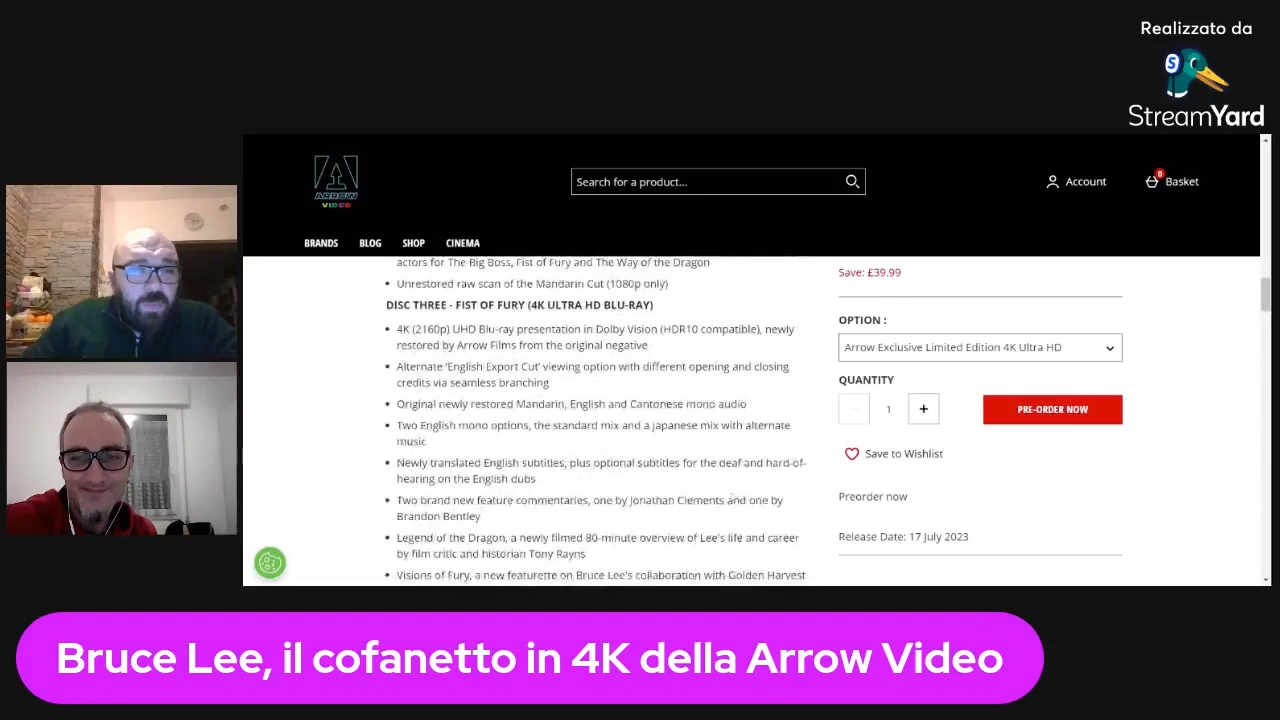 Realizzato da
StreamYard
ARROW
VIDEO
Search for a product...
Account
0
Basket
BRANDS
BLOG
SHOP
CINEMA
actors for The Big Boss, Fist of Fury and The Way of the Dragon
Unrestored raw scan of the Mandarin Cut (1080p only)
DISC THREE - FIST OF FURY (4K ULTRA HD BLU-RAY)
4K (2160p) UHD Blu-ray presentation in Dolby Vision (HDR10 compatible), newly
restored by Arrow Films from the original negative
Alternate ‘English Export Cut’ viewing option with different opening and closing
credits via seamless branching
Original newly restored Mandarin, English and Cantonese mono audio
Two English mono options, the standard mix and a japanese mix with alternate
music
Newly translated English subtitles, plus optional subtitles for the deaf and hard-of-
hearing on the English dubs
Two brand new feature commentaries, one by Jonathan Clements and one by
Brandon Bentley
Legend of the Dragon, a newly filmed 80-minute overview of Lee's life and career
by film critic and historian Tony Rayns
Visions of Fury, a new featurette on Bruce Lee's collaboration with Golden Harvest
Save: £39.99
OPTION :
Arrow Exclusive Limited Edition 4K Ultra HD
QUANTITY
1
+
PRE-ORDER NOW
Save to Wishlist
Preorder now
Release Date: 17 July 2023
Bruce Lee, il cofanetto in 4K della Arrow Video